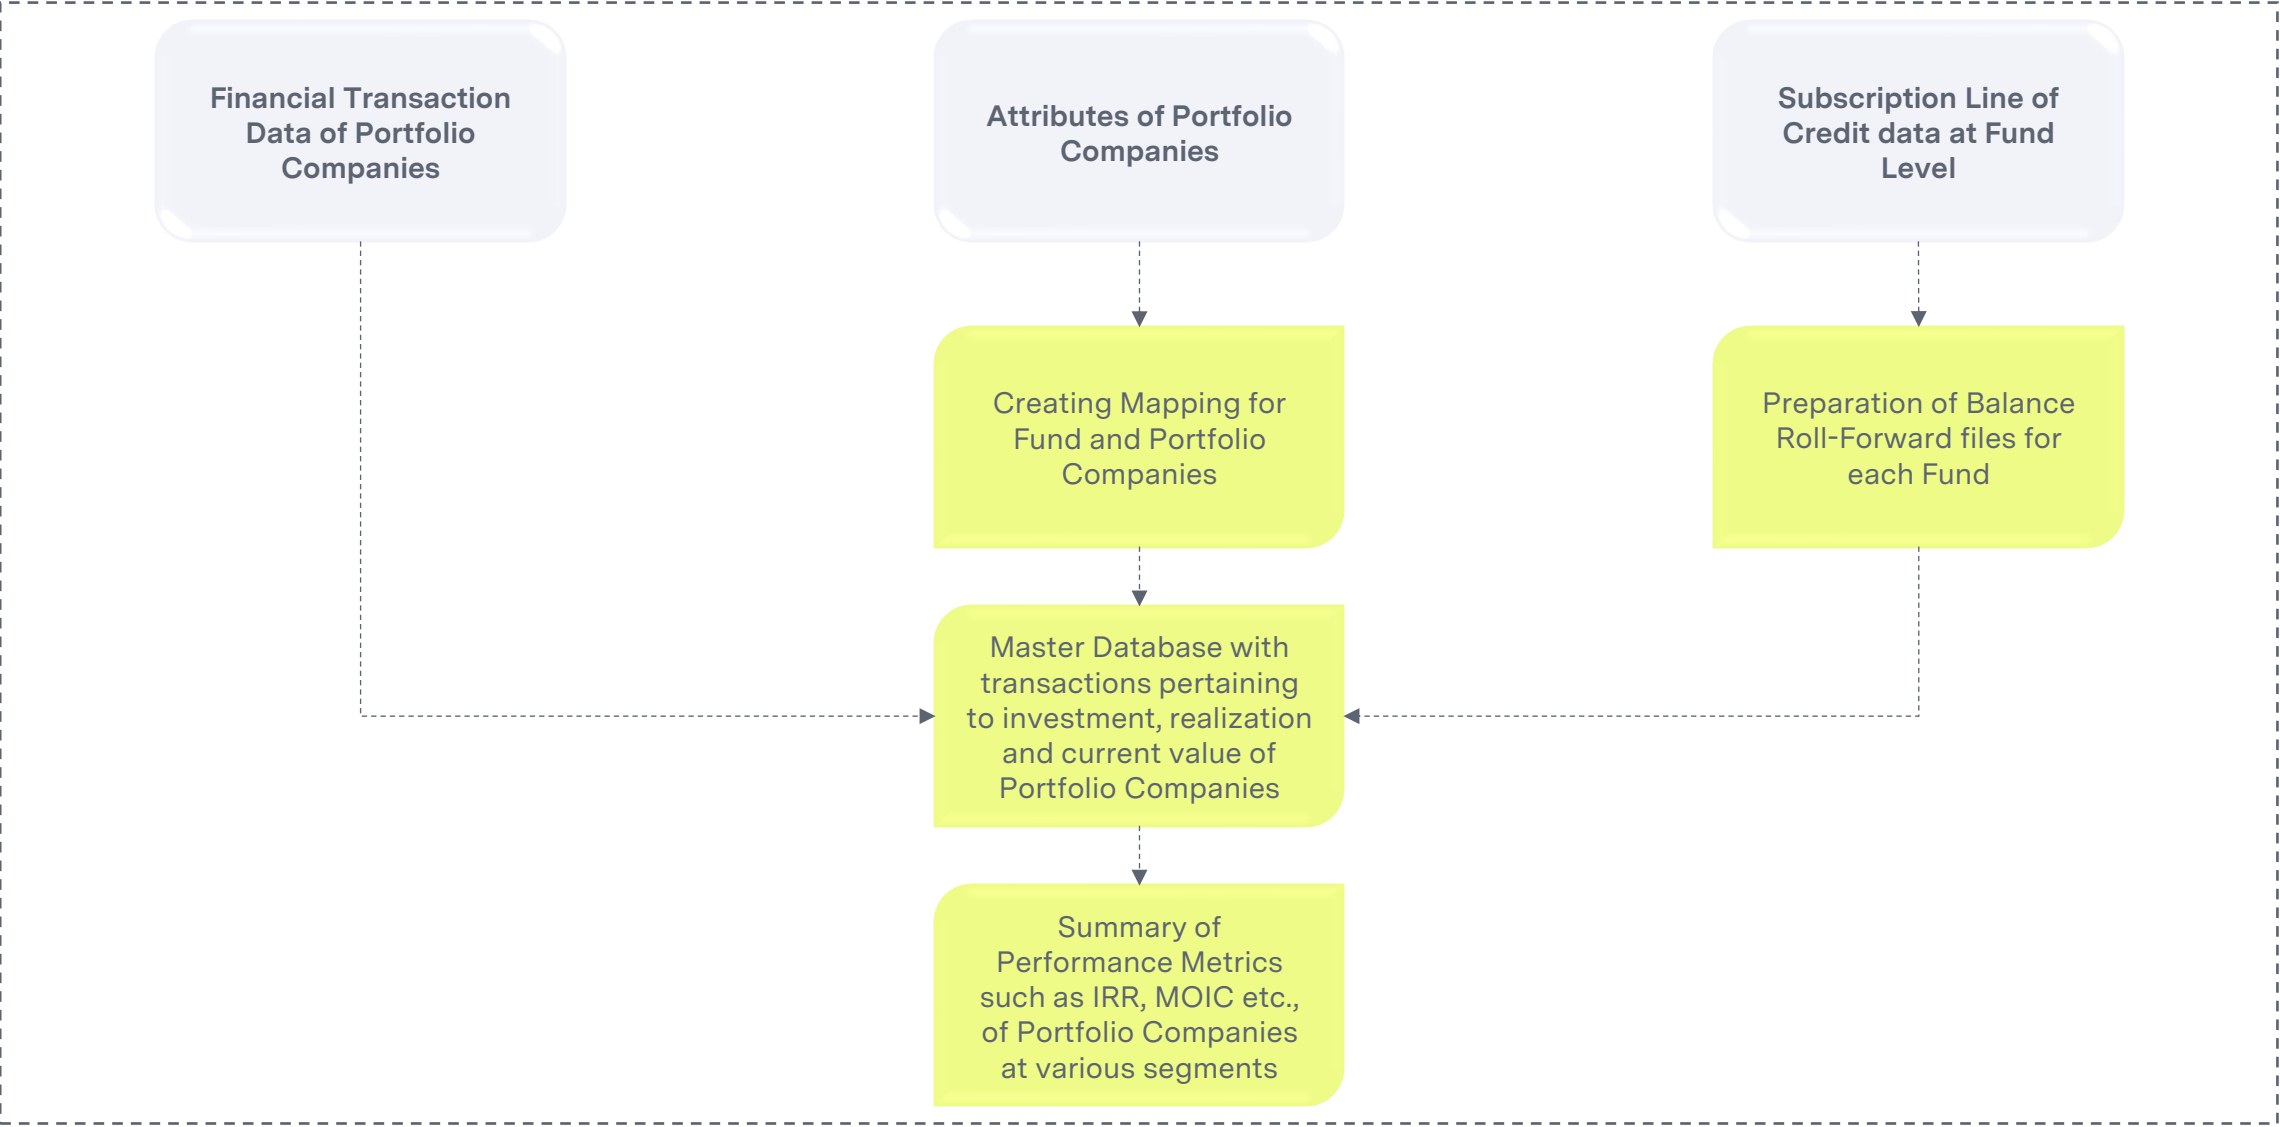 Financial Transaction
Data of Portfolio
Companies
Attributes of Portfolio
Companies
Subscription Line of
Credit data at Fund
Level
Creating Mapping for
Fund and Portfolio
Companies
Preparation of Balance
Roll-Forward files for
each Fund
Master Database with
transactions pertaining
to investment, realization
and current value of
Portfolio Companies
Summary of
Performance Metrics
such as IRR, MOIC etc.,
of Portfolio Companies
at various segments